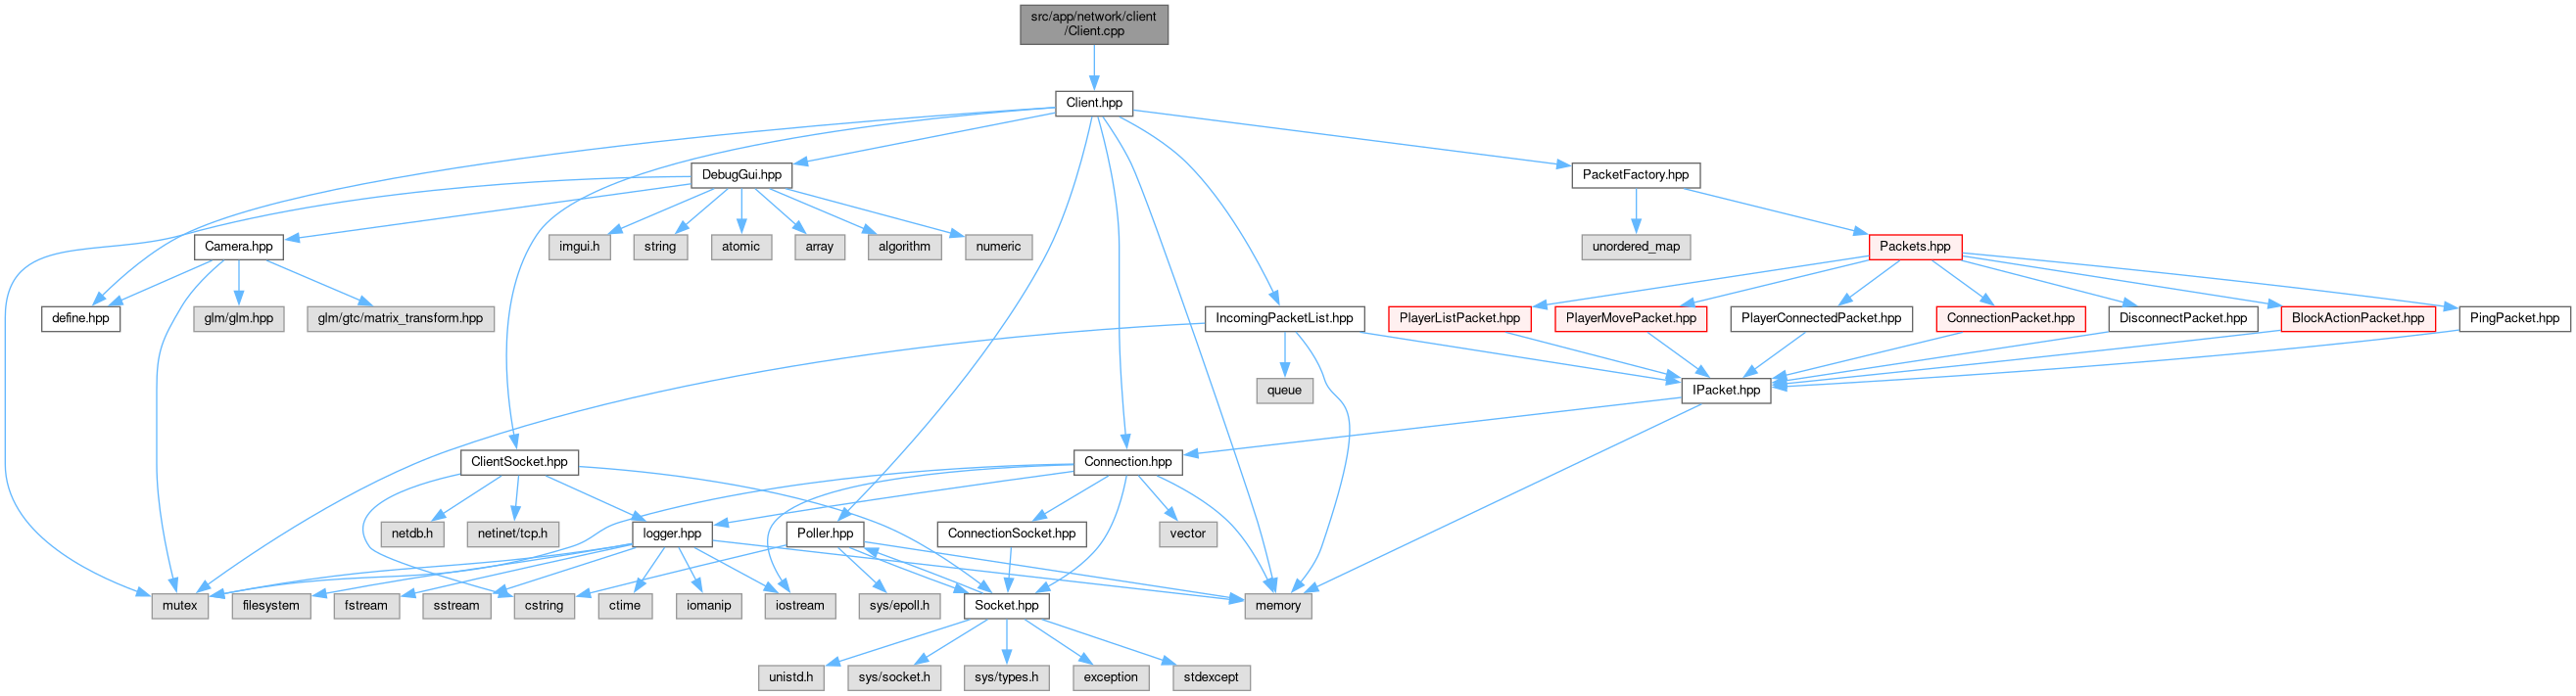 src/app/network/client
/Client.cpp
Client.hpp
DebugGui.hpp
PacketFactory.hpp
Camera.hpp
imgui.h
string
atomic
array
algorithm
numeric
unordered_map
Packets.hpp
define.hpp
glm/glm.hpp
glm/gtc/matrix_transform.hpp
IncomingPacketList.hpp
PlayerListPacket.hpp
PlayerMovePacket.hpp
PlayerConnectedPacket.hpp
ConnectionPacket.hpp
DisconnectPacket.hpp
BlockActionPacket.hpp
PingPacket.hpp
queue
IPacket.hpp
ClientSocket.hpp
Connection.hpp
netdb.h
netinet/tcp.h
logger.hpp
Poller.hpp
ConnectionSocket.hpp
vector
mutex
filesystem
fstream
sstream
cstring
ctime
iomanip
iostream
sys/epoll.h
Socket.hpp
memory
unistd.h
sys/socket.h
sys/types.h
exception
stdexcept